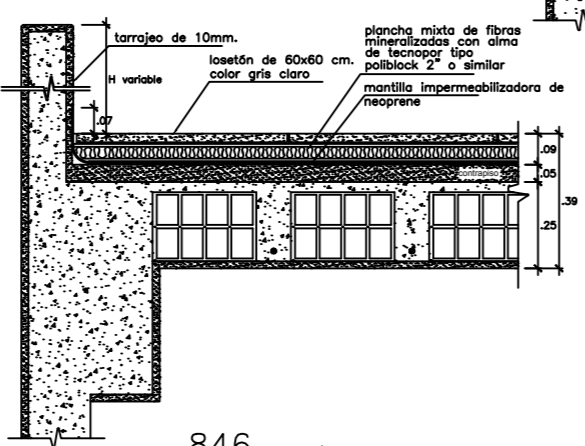 tarrajeo de 10mm.
H variable
losetón de 60x60 cm.
color gris claro
plancha mixta de fibras
mineralizadas con alma
de tecnopor tipo
poliblock 2" o similar
mantilla impermeabilizadora de
neoprene
.07
contrapiso
.09
.05
.39
.25
846